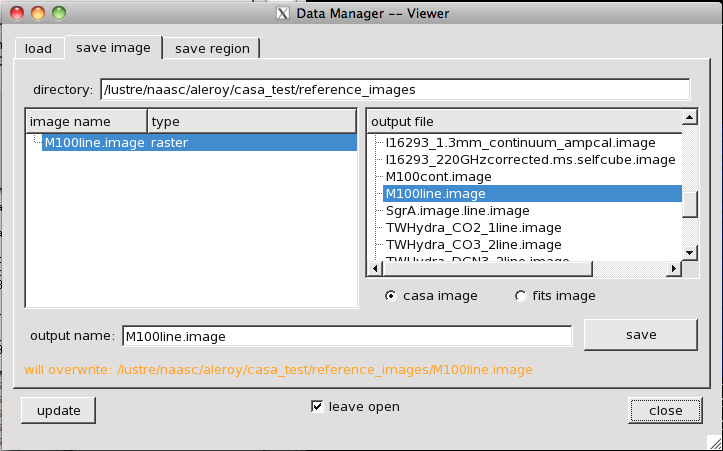 Data Manager -- Viewer
load save image save region
directory: /lustre/naasc/aleroy/casa_test/reference_images
image name type
M100line.image raster
output file
I16293_1.3mm_continuum_ampcal.image
I16293_220GHzcorrected.ms.selfcube.image
M100cont.image
M100line.image
SgrA.image.line.image
TWHydra_CO2_1line.image
TWHydra_CO3_2line.image
TWHydra_DCN3_2line.image
casa image fits image
output name: M100line.image save
will overwrite: /lustre/naasc/aleroy/casa_test/reference_images/M100line.image
update leave open close